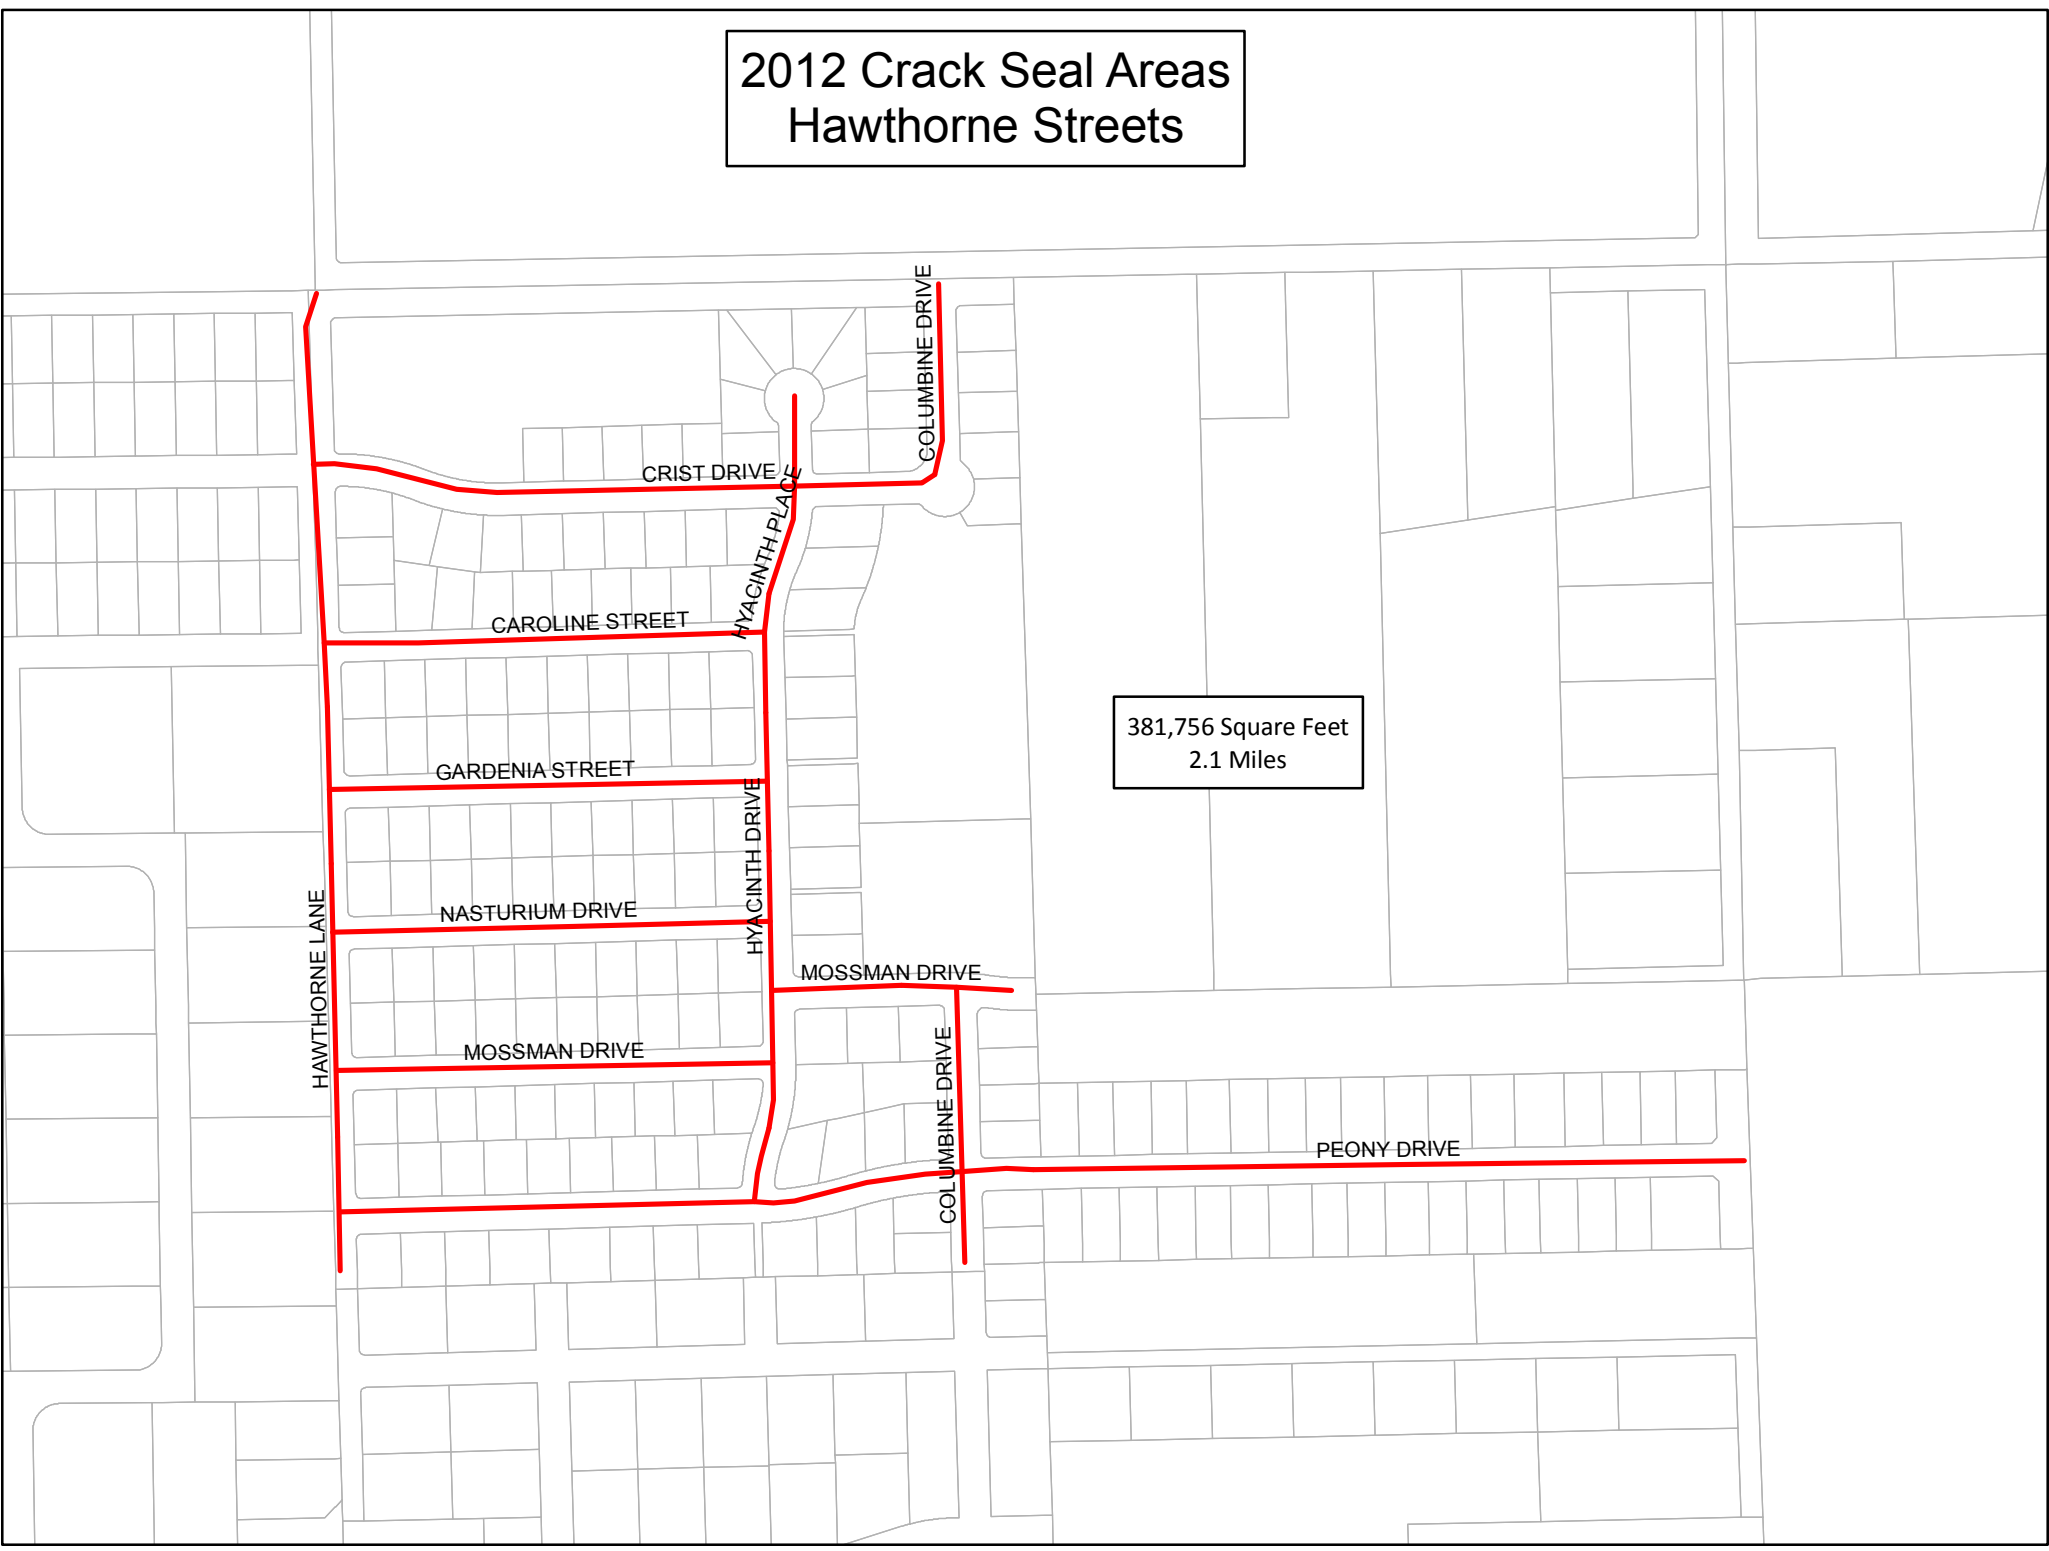 2012 Crack Seal Areas
Hawthorne Streets
COLUMBINE DRIVE
CRIST DRIVE
HYACINTH PLACE
CAROLINE STREET
381,756 Square Feet
2.1 Miles
GARDENIA STREET
HYACINTH DRIVE
NASTURIUM DRIVE
HAWTHORNE LANE
MOSSMAN DRIVE
MOSSMAN DRIVE
COLUMBINE DRIVE
PEONY DRIVE